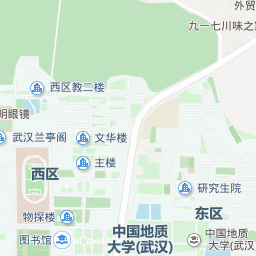 外贸
九一七川味之
西区教二楼
明眼镜
武汉兰亭阁
文华楼
主楼
西区
研究生院
物探楼
东区
图书馆
中国地质
大学(武汉)
中国地质
大学(武汉